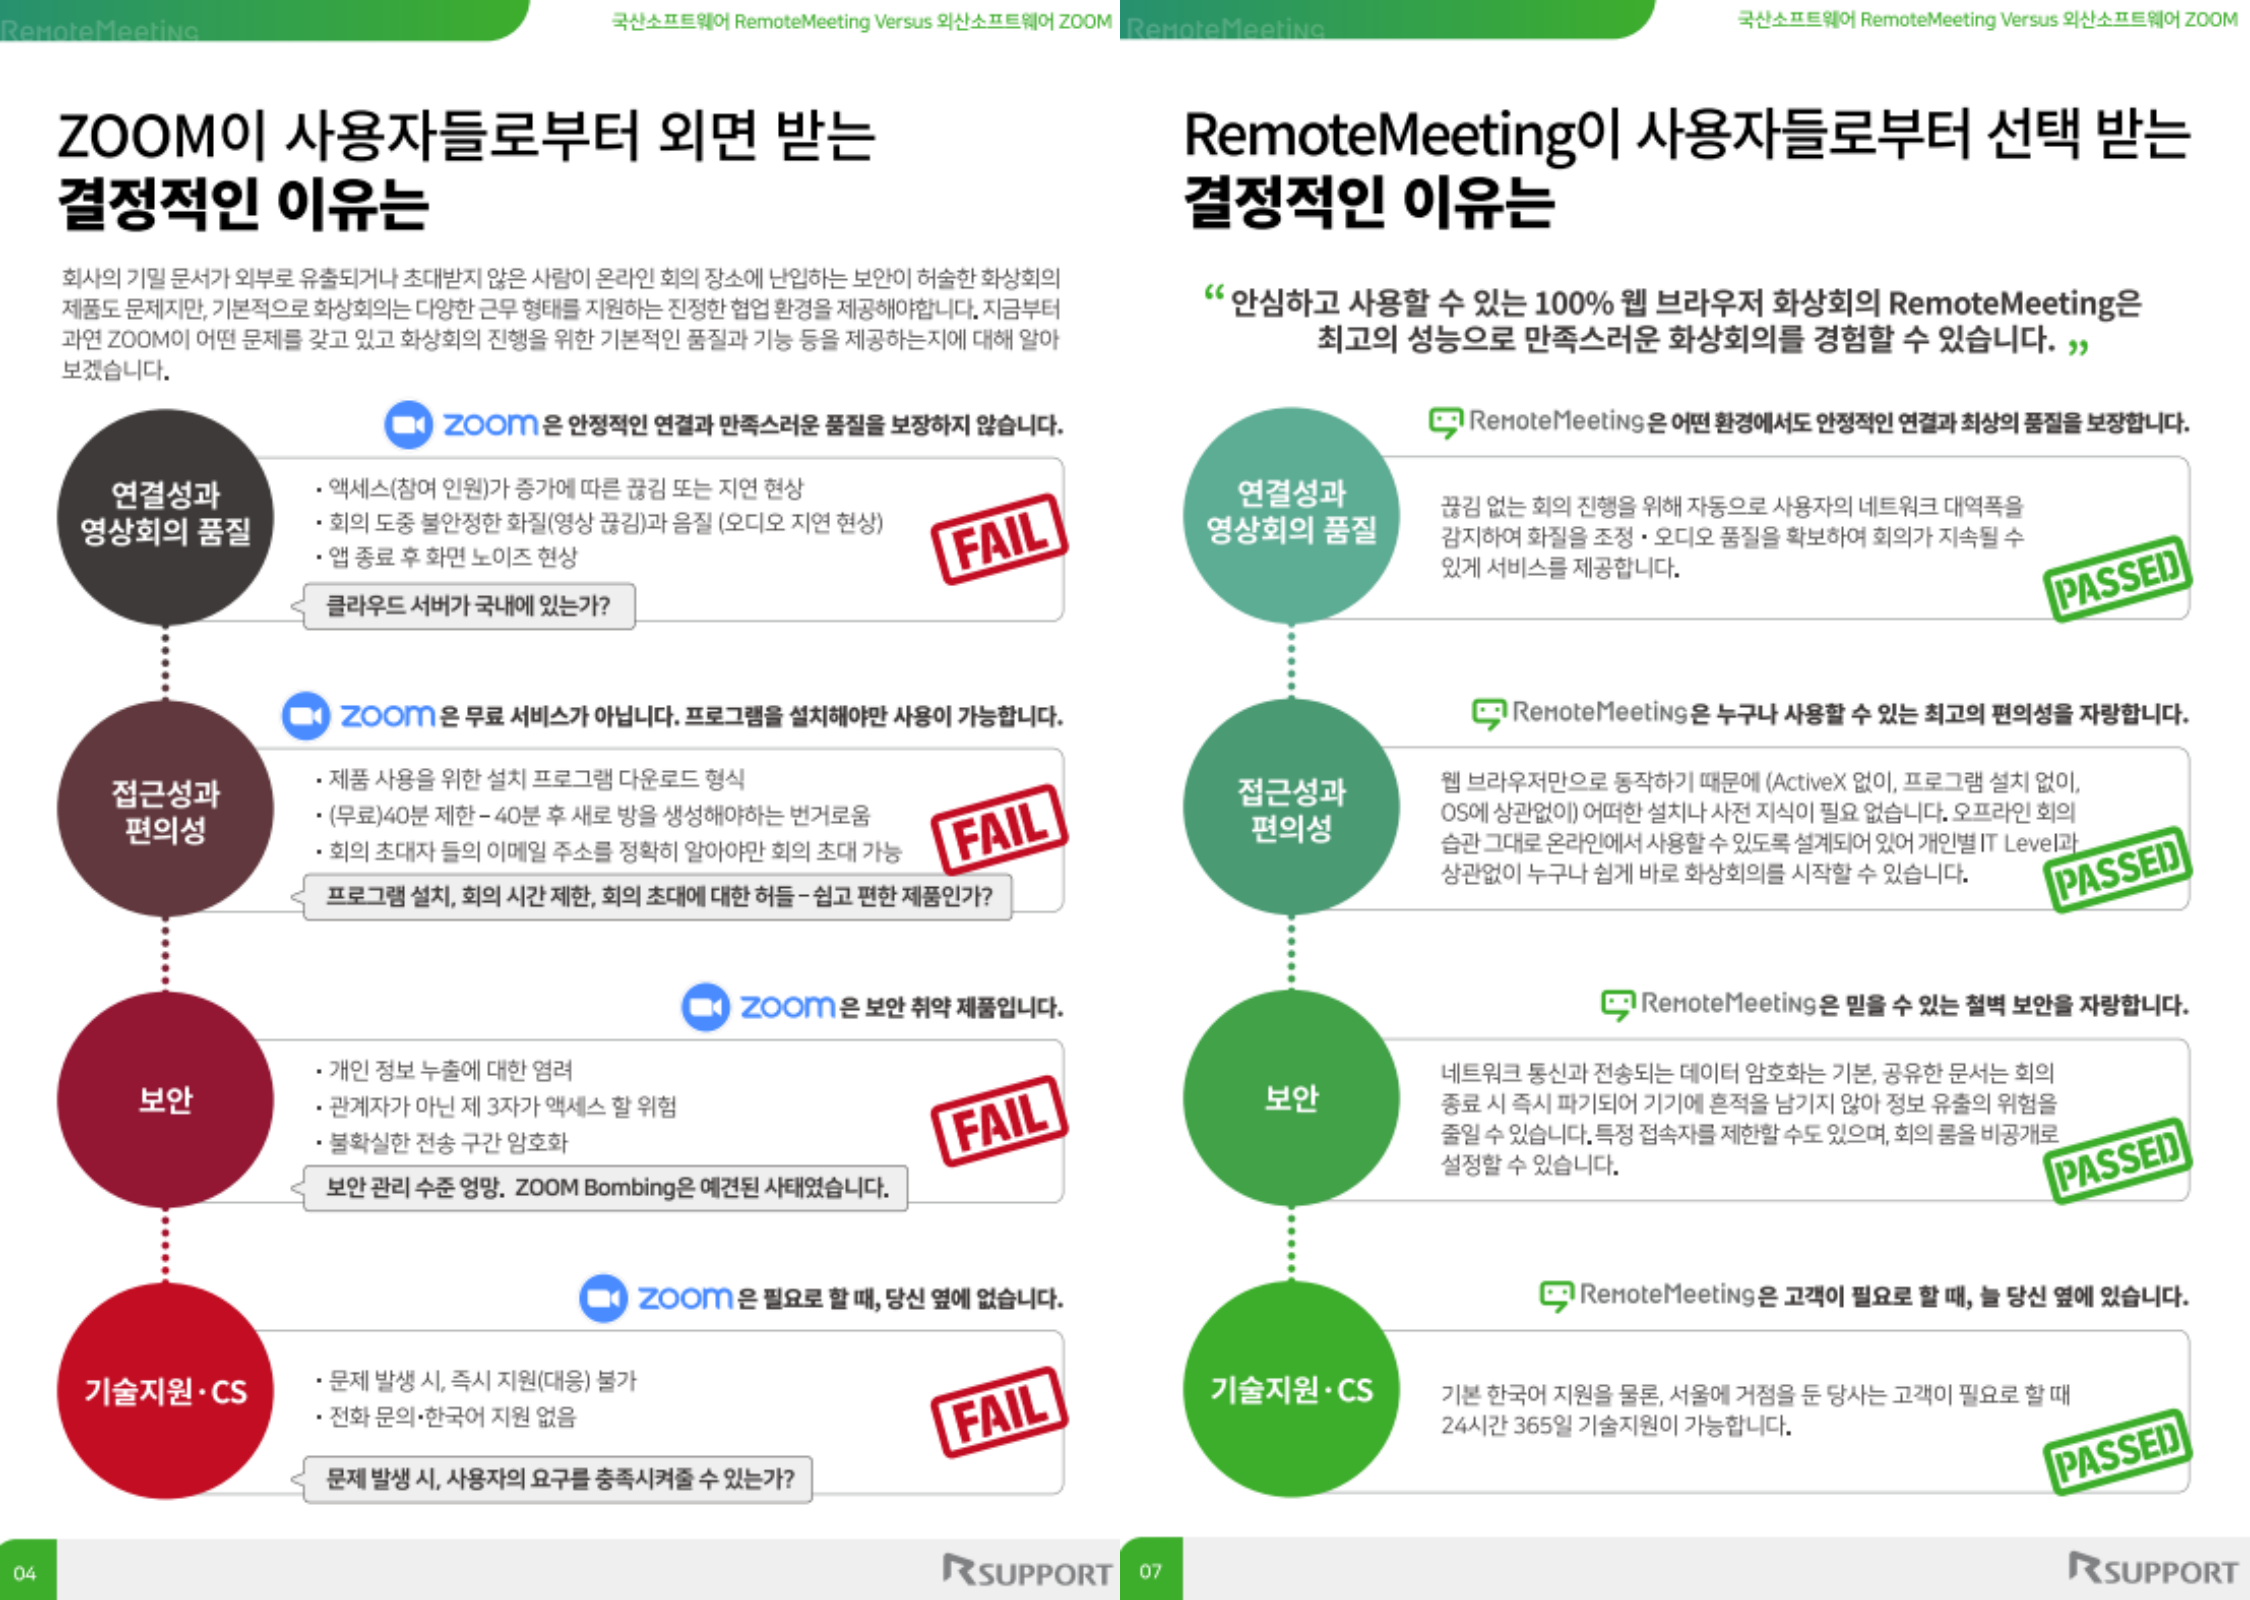 RemoteMeeting
국산소프트웨어 RemoteMeeting Versus 외산소프트웨어 ZOOM
ZOOM이 사용자들로부터 외면 받는
결정적인 이유는
회사의 기밀 문서가 외부로 유출되거나 초대받지 않은 사람이 온라인 회의 장소에 난입하는 보안이 허술한 화상회의
제품도 문제지만, 기본적으로 화상회의는 다양한 근무 형태를 지원하는 진정한 협업 환경을 제공해야합니다. 지금부터
과연 ZOOM이 어떤 문제를 갖고 있고 화상회의 진행을 위한 기본적인 품질과 기능 등을 제공하는지에 대해 알아
보겠습니다.
zoom은 안정적인 연결과 만족스러운 품질을 보장하지 않습니다.
연결성과
영상회의 품질
· 액세스(참여 인원)가 증가에 따른 끊김 또는 지연 현상
· 회의 도중 불안정한 화질(영상 끊김)과 음질 (오디오 지연 현상)
· 앱 종료 후 화면 노이즈 현상
FAIL
클라우드 서버가 국내에 있는가?
zoom은 무료 서비스가 아닙니다. 프로그램을 설치해야만 사용이 가능합니다.
접근성과
편의성
· 제품 사용을 위한 설치 프로그램 다운로드 형식
· (무료)40분 제한 – 40분 후 새로 방을 생성해야하는 번거로움
· 회의 초대자 들의 이메일 주소를 정확히 알아야만 회의 초대 가능
FAIL
프로그램 설치, 회의 시간 제한, 회의 초대에 대한 허들 – 쉽고 편한 제품인가?
zoom은 보안 취약 제품입니다.
보안
· 개인 정보 누출에 대한 염려
· 관계자가 아닌 제 3자가 액세스 할 위험
· 불확실한 전송 구간 암호화
FAIL
보안 관리 수준 엉망. ZOOM Bombing은 예견된 사태였습니다.
zoom은 필요로 할 때, 당신 옆에 없습니다.
기술지원·CS
· 문제 발생 시, 즉시 지원(대응) 불가
· 전화 문의·한국어 지원 없음
FAIL
문제 발생 시, 사용자의 요구를 충족시켜줄 수 있는가?
04
RSUPPORT
RemoteMeeting
국산소프트웨어 RemoteMeeting Versus 외산소프트웨어 ZOOM
RemoteMeeting이 사용자들로부터 선택 받는
결정적인 이유는
“ 안심하고 사용할 수 있는 100% 웹 브라우저 화상회의 RemoteMeeting은
최고의 성능으로 만족스러운 화상회의를 경험할 수 있습니다. ”
RemoteMeeting은 어떤 환경에서도 안정적인 연결과 최상의 품질을 보장합니다.
연결성과
영상회의 품질
끊김 없는 회의 진행을 위해 자동으로 사용자의 네트워크 대역폭을
감지하여 화질을 조정・오디오 품질을 확보하여 회의가 지속될 수
있게 서비스를 제공합니다.
PASSED
RemoteMeeting은 누구나 사용할 수 있는 최고의 편의성을 자랑합니다.
접근성과
편의성
웹 브라우저만으로 동작하기 때문에 (ActiveX 없이, 프로그램 설치 없이,
OS에 상관없이) 어떠한 설치나 사전 지식이 필요 없습니다. 오프라인 회의
습관 그대로 온라인에서 사용할 수 있도록 설계되어 있어 개인별 IT Level과
상관없이 누구나 쉽게 바로 화상회의를 시작할 수 있습니다.
PASSED
RemoteMeeting은 믿을 수 있는 철벽 보안을 자랑합니다.
보안
네트워크 통신과 전송되는 데이터 암호화는 기본, 공유한 문서는 회의
종료 시 즉시 파기되어 기기에 흔적을 남기지 않아 정보 유출의 위험을
줄일 수 있습니다. 특정 접속자를 제한할 수도 있으며, 회의 룸을 비공개로
설정할 수 있습니다.
PASSED
RemoteMeeting은 고객이 필요로 할 때, 늘 당신 옆에 있습니다.
기술지원·CS
기본 한국어 지원을 물론, 서울에 거점을 둔 당사는 고객이 필요로 할 때
24시간 365일 기술지원이 가능합니다.
PASSED
07
RSUPPORT